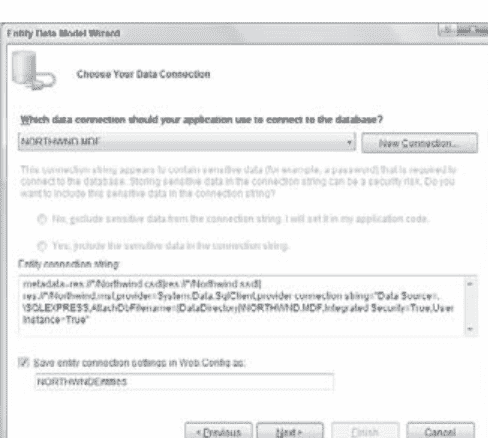 Entity Data Model Wizard
Choose Your Data Connection
Which data connection should your application use to connect to the database?
NORTHWND.MDF
New Connection...
This connection string appears to contain sensitive data (for example, a password) that is required to
connect to the database. Storing sensitive data in the connection string can be a security risk. Do you
want to include this sensitive data in the connection string?
No, exclude sensitive data from the connection string. I will set it in my application code.
Yes, include the sensitive data in the connection string.
Entity connection string:
metadata=res://*/Northwind.csdl|res://*/Northwind.ssdl|
res://*/Northwind.msl;provider=System.Data.SqlClient;provider connection string="Data Source=.
\SQLEXPRESS;AttachDbFilename=|DataDirectory|\NORTHWND.MDF;Integrated Security=True;User
Instance=True"
Save entity connection settings in Web.Config as:
NORTHWNDEntities
< Previous
Next >
Finish
Cancel